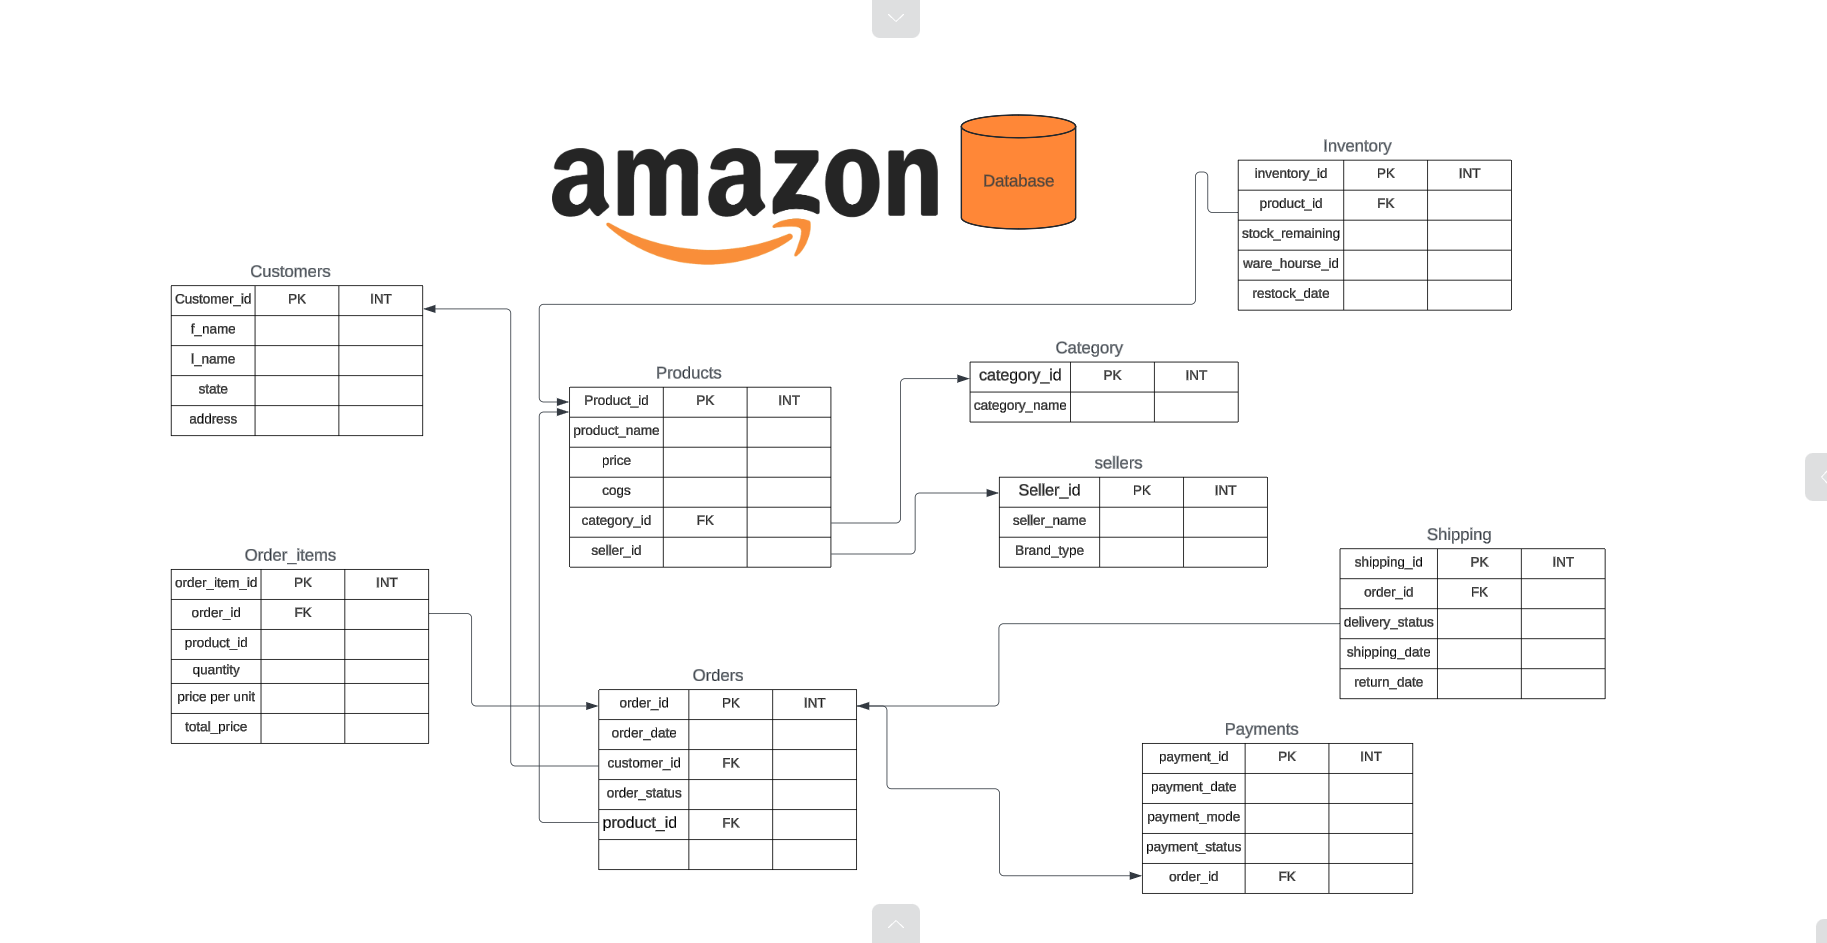 amazon
Database
Inventory
inventory_id PK INT
product_id FK
stock_remaining
ware_hourse_id
restock_date
Customers
Customer_id PK INT
f_name
l_name
state
address
Category
category_id PK INT
category_name
Products
Product_id PK INT
product_name
price
cogs
category_id FK
seller_id
sellers
Seller_id PK INT
seller_name
Brand_type
Shipping
shipping_id PK INT
order_id FK
delivery_status
shipping_date
return_date
Order_items
order_item_id PK INT
order_id FK
product_id
quantity
price per unit
total_price
Orders
order_id PK INT
order_date
customer_id FK
order_status
product_id FK
Payments
payment_id PK INT
payment_date
payment_mode
payment_status
order_id FK